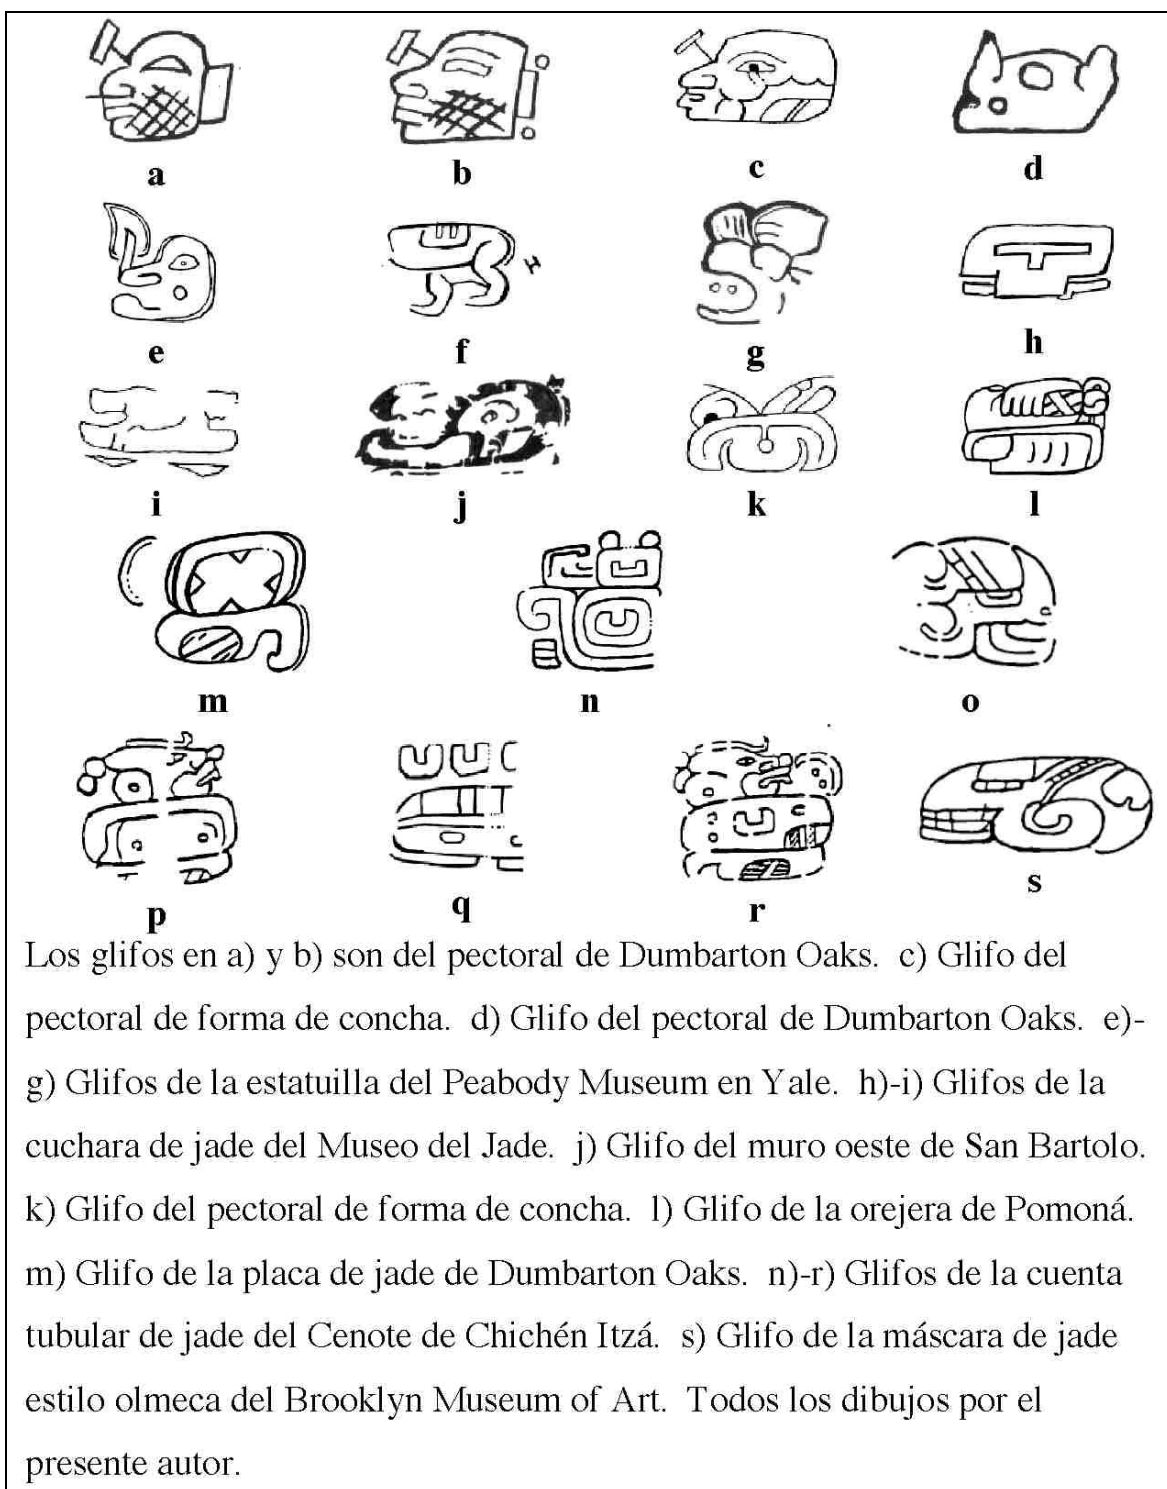 a b c d
e f g h
i j k l
m n o
p q r s
Los glifos en a) y b) son del pectoral de Dumbarton Oaks. c) Glifo del
pectoral de forma de concha. d) Glifo del pectoral de Dumbarton Oaks. e)-
g) Glifos de la estatuilla del Peabody Museum en Yale. h)-i) Glifos de la
cuchara de jade del Museo del Jade. j) Glifo del muro oeste de San Bartolo.
k) Glifo del pectoral de forma de concha. l) Glifo de la orejera de Pomoná.
m) Glifo de la placa de jade de Dumbarton Oaks. n)-r) Glifos de la cuenta
tubular de jade del Cenote de Chichén Itzá. s) Glifo de la máscara de jade
estilo olmeca del Brooklyn Museum of Art. Todos los dibujos por el
presente autor.